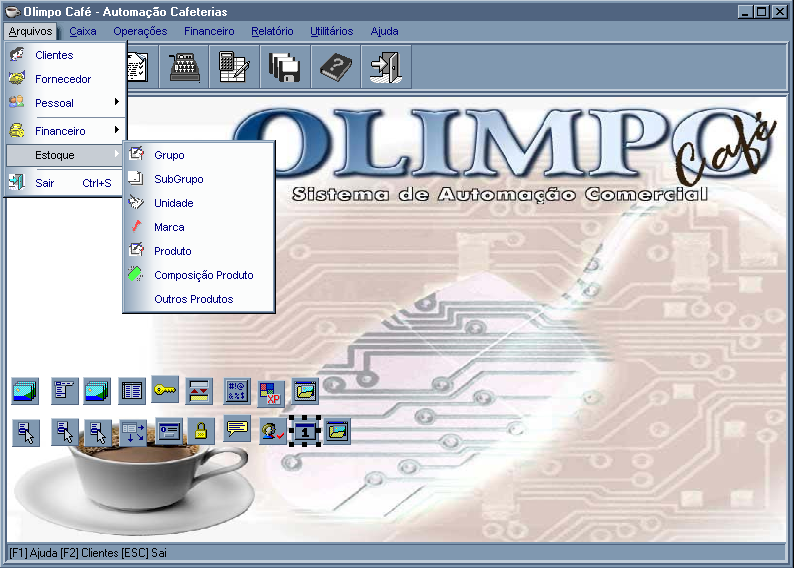 Olimpo Café - Automação Cafeterias
Arquivos Caixa Operações Financeiro Relatório Utilitários Ajuda
Clientes
Fornecedor
Pessoal
Financeiro
Estoque
Sair Ctrl+S
Grupo
SubGrupo
Unidade
Marca
Produto
Composição Produto
Outros Produtos
OLIMPO
Café
Sistema de Automação Comercial
#!@
&%$
XP
1
[F1] Ajuda [F2] Clientes [ESC] Sai